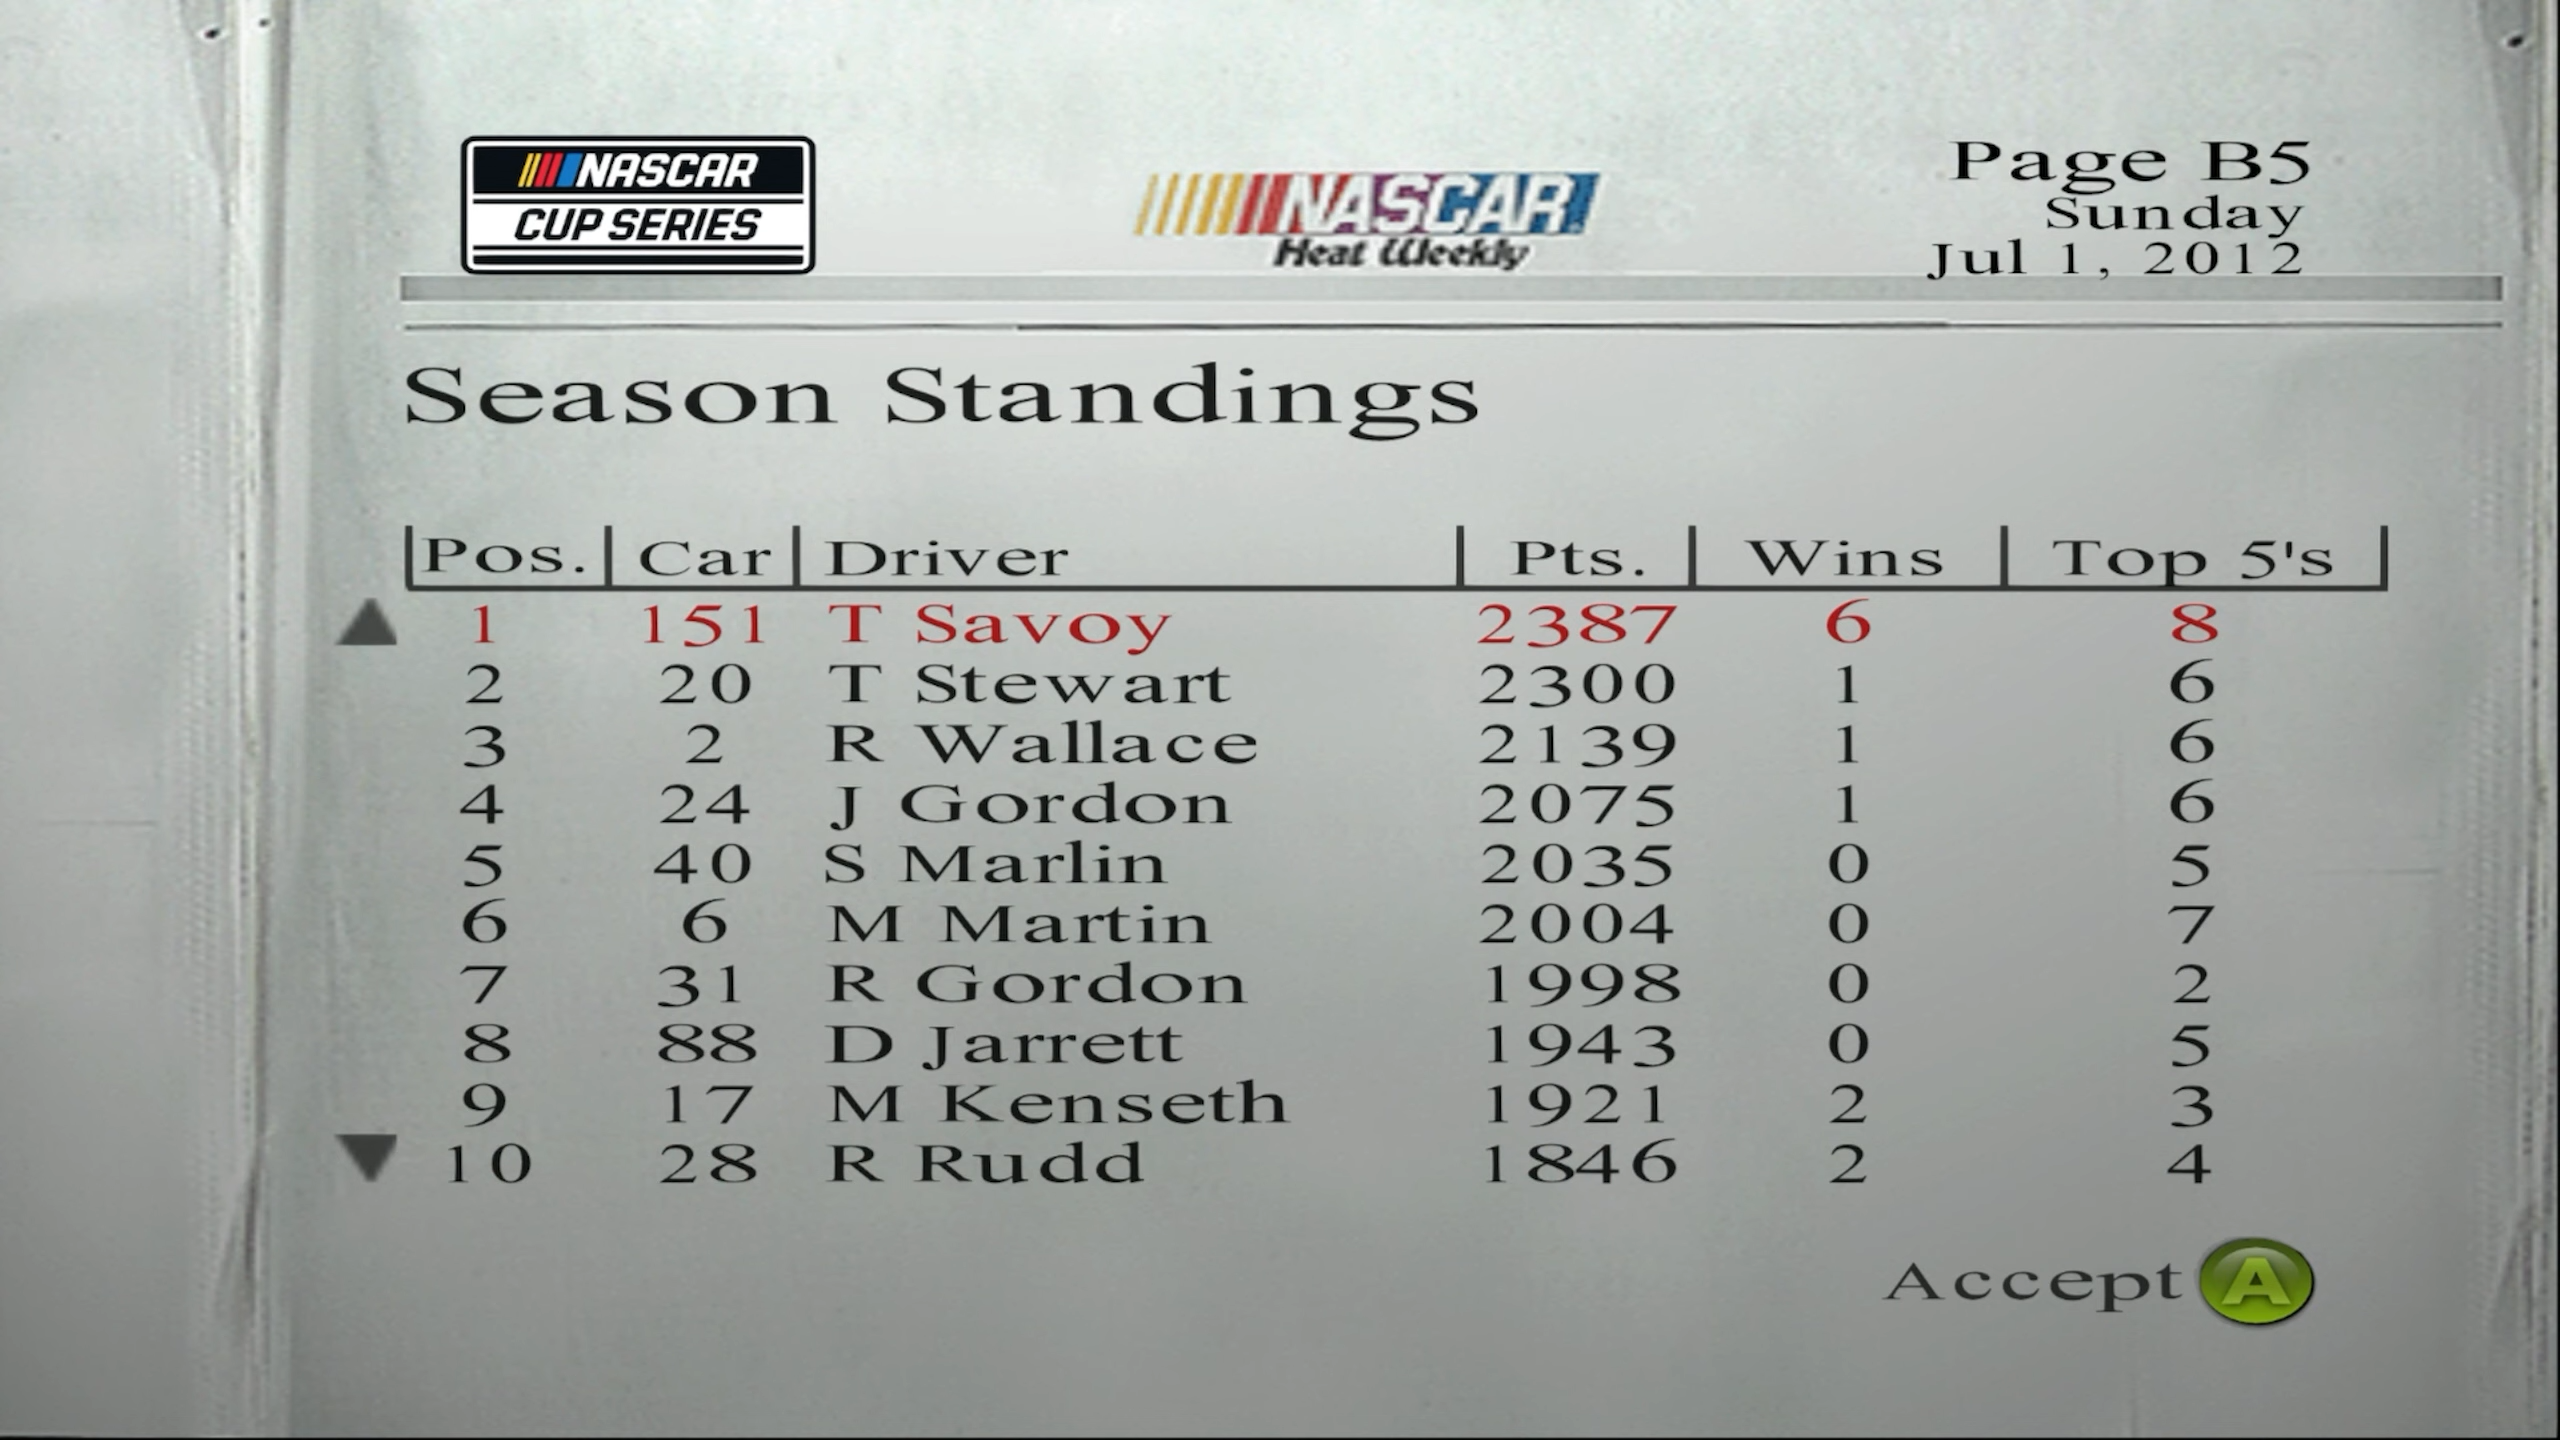 NASCAR
CUP SERIES
NASCAR
Heat Weekly
Page B5
Sunday
Jul 1, 2012
Season Standings
Pos. Car Driver Pts. Wins Top 5's
1 151 T Savoy 2387 6 8
2 20 T Stewart 2300 1 6
3 2 R Wallace 2139 1 6
4 24 J Gordon 2075 1 6
5 40 S Marlin 2035 0 5
6 6 M Martin 2004 0 7
7 31 R Gordon 1998 0 2
8 88 D Jarrett 1943 0 5
9 17 M Kenseth 1921 2 3
10 28 R Rudd 1846 2 4
Accept A